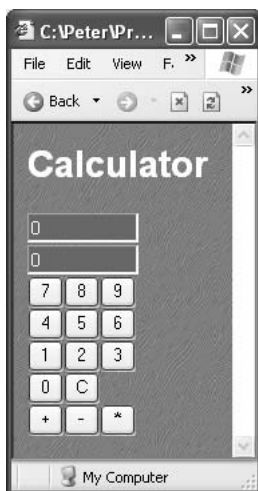 C:\Peter\Pr...
File Edit View F. »
Back »
Calculator
0
0
7 8 9
4 5 6
1 2 3
0 C
+ - *
My Computer